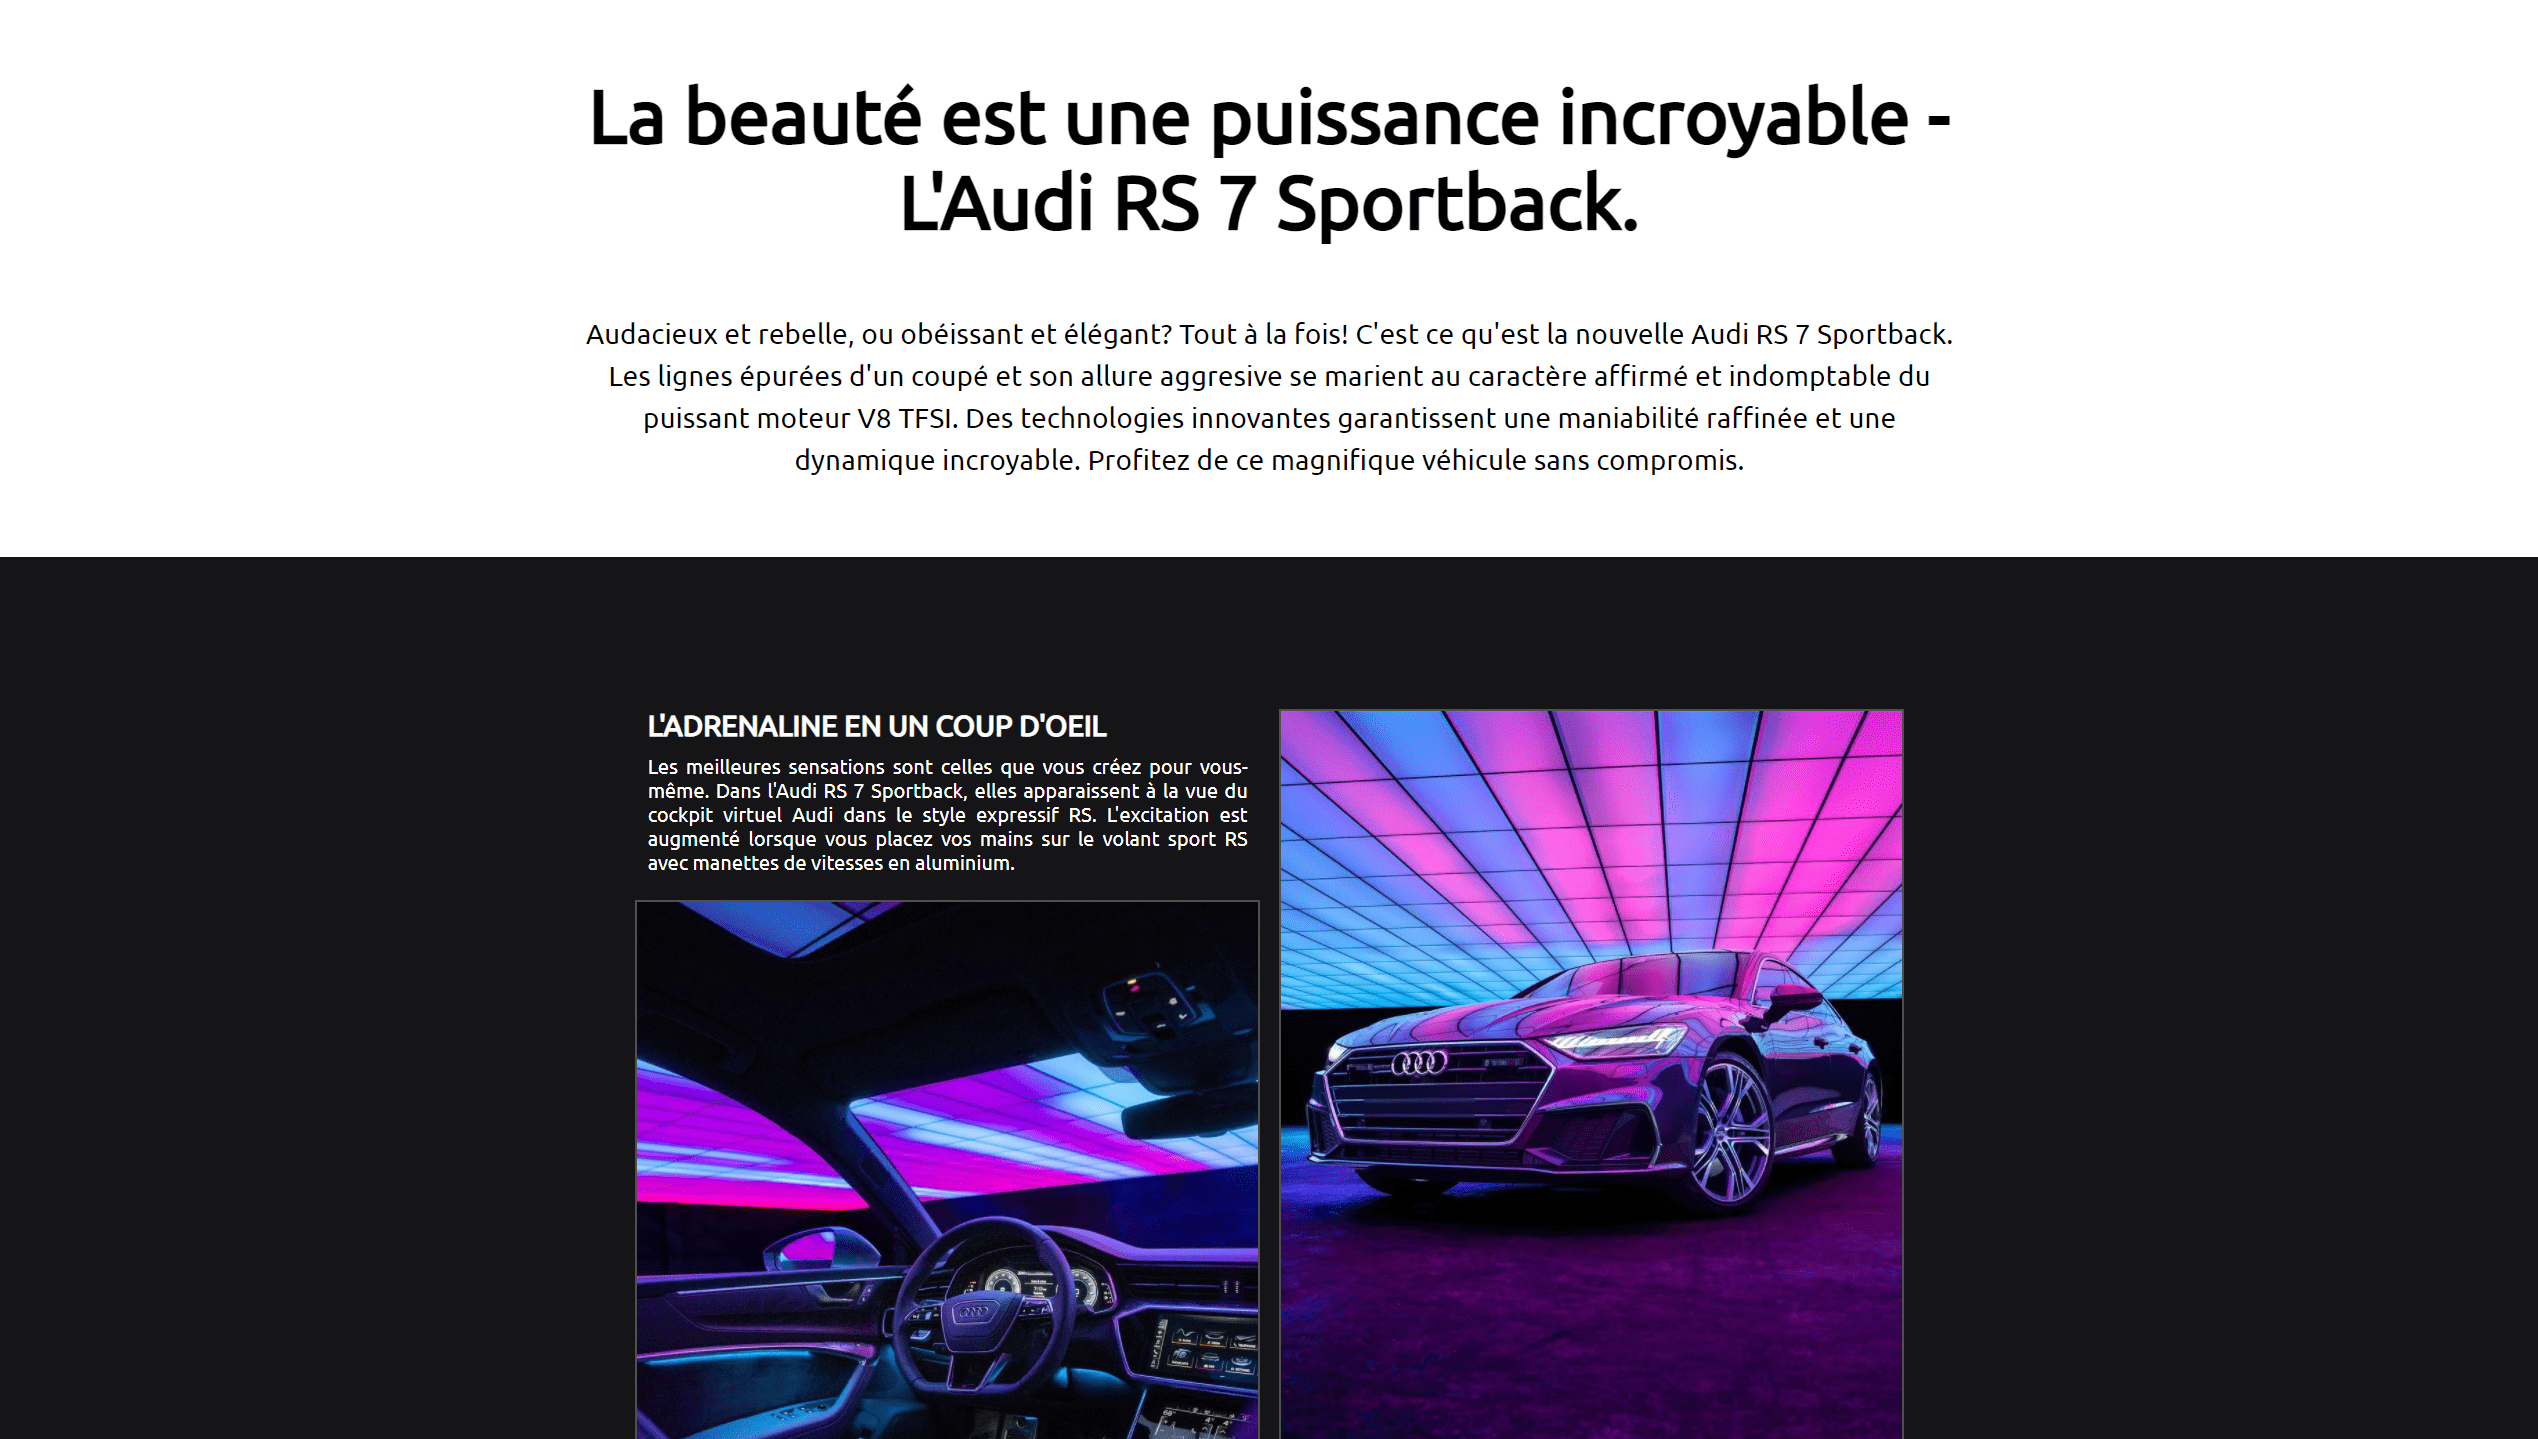 La beauté est une puissance incroyable -
L'Audi RS 7 Sportback.
Audacieux et rebelle, ou obéissant et élégant? Tout à la fois! C'est ce qu'est la nouvelle Audi RS 7 Sportback.
Les lignes épurées d'un coupé et son allure aggresive se marient au caractère affirmé et indomptable du
puissant moteur V8 TFSI. Des technologies innovantes garantissent une maniabilité raffinée et une
dynamique incroyable. Profitez de ce magnifique véhicule sans compromis.
L'ADRENALINE EN UN COUP D'OEIL
Les meilleures sensations sont celles que vous créez pour vous-
même. Dans l'Audi RS 7 Sportback, elles apparaissent à la vue du
cockpit virtuel Audi dans le style expressif RS. L'excitation est
augmenté lorsque vous placez vos mains sur le volant sport RS
avec manettes de vitesses en aluminium.